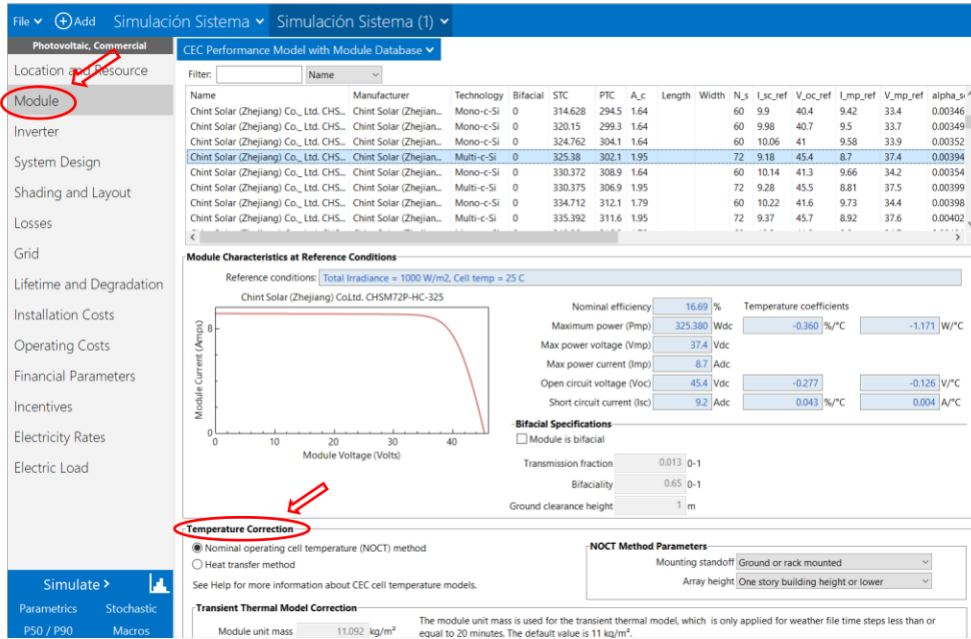 File Add Simulación Sistema Simulación Sistema (1)
Photovoltaic, Commercial
Location and Resource
Module
Inverter
System Design
Shading and Layout
Losses
Grid
Lifetime and Degradation
Installation Costs
Operating Costs
Financial Parameters
Incentives
Electricity Rates
Electric Load
Simulate >
Parametrics Stochastic
P50 / P90 Macros
CEC Performance Model with Module Database
Filter: Name
Name Manufacturer Technology Bifacial STC PTC A_c Length Width N_s I_sc_ref V_oc_ref I_mp_ref V_mp_ref alpha_s
Chint Solar (Zhejiang) Co._ Ltd. CHS... Chint Solar (Zhejian... Mono-c-Si 0 314.628 294.5 1.64 60 9.9 40.4 9.42 33.4 0.00346
Chint Solar (Zhejiang) Co._ Ltd. CHS... Chint Solar (Zhejian... Mono-c-Si 0 320.15 299.3 1.64 60 9.98 40.7 9.5 33.7 0.00349
Chint Solar (Zhejiang) Co._ Ltd. CHS... Chint Solar (Zhejian... Mono-c-Si 0 324.762 304.1 1.64 60 10.06 41 9.58 33.9 0.00352
Chint Solar (Zhejiang) Co._ Ltd. CHS... Chint Solar (Zhejian... Multi-c-Si 0 325.38 302.1 1.95 72 9.18 45.4 8.7 37.4 0.00394
Chint Solar (Zhejiang) Co._ Ltd. CHS... Chint Solar (Zhejian... Mono-c-Si 0 330.372 308.9 1.64 60 10.14 41.3 9.66 34.2 0.00354
Chint Solar (Zhejiang) Co._ Ltd. CHS... Chint Solar (Zhejian... Multi-c-Si 0 330.375 306.9 1.95 72 9.28 45.5 8.81 37.5 0.00399
Chint Solar (Zhejiang) Co._ Ltd. CHS... Chint Solar (Zhejian... Mono-c-Si 0 334.712 312.1 1.79 60 10.22 41.6 9.73 34.4 0.00398
Chint Solar (Zhejiang) Co._ Ltd. CHS... Chint Solar (Zhejian... Multi-c-Si 0 335.392 311.6 1.95 72 9.37 45.7 8.92 37.6 0.00402
Module Characteristics at Reference Conditions
Reference conditions: Total Irradiance = 1000 W/m2, Cell temp = 25 C
Chint Solar (Zhejiang) Co.Ltd. CHSM72P-HC-325
Module Current (Amps)
8
0
0 10 20 30 40
Module Voltage (Volts)
Nominal efficiency 16.69 % Temperature coefficients
Maximum power (Pmp) 325.380 Wdc -0.360 %/°C -1.171 W/°C
Max power voltage (Vmp) 37.4 Vdc
Max power current (Imp) 8.7 Adc
Open circuit voltage (Voc) 45.4 Vdc -0.277 -0.126 V/°C
Short circuit current (Isc) 9.2 Adc 0.043 %/°C 0.004 A/°C
Bifacial Specifications
Module is bifacial
Transmission fraction 0.013 0-1
Bifaciality 0.65 0-1
Ground clearance height 1 m
Temperature Correction
Nominal operating cell temperature (NOCT) method
Heat transfer method
See Help for more information about CEC cell temperature models.
NOCT Method Parameters
Mounting standoff Ground or rack mounted
Array height One story building height or lower
Transient Thermal Model Correction
Module unit mass 11.092 kg/m²
The module unit mass is used for the transient thermal model, which is only applied for weather file time steps less than or
equal to 20 minutes. The default value is 11 kg/m².